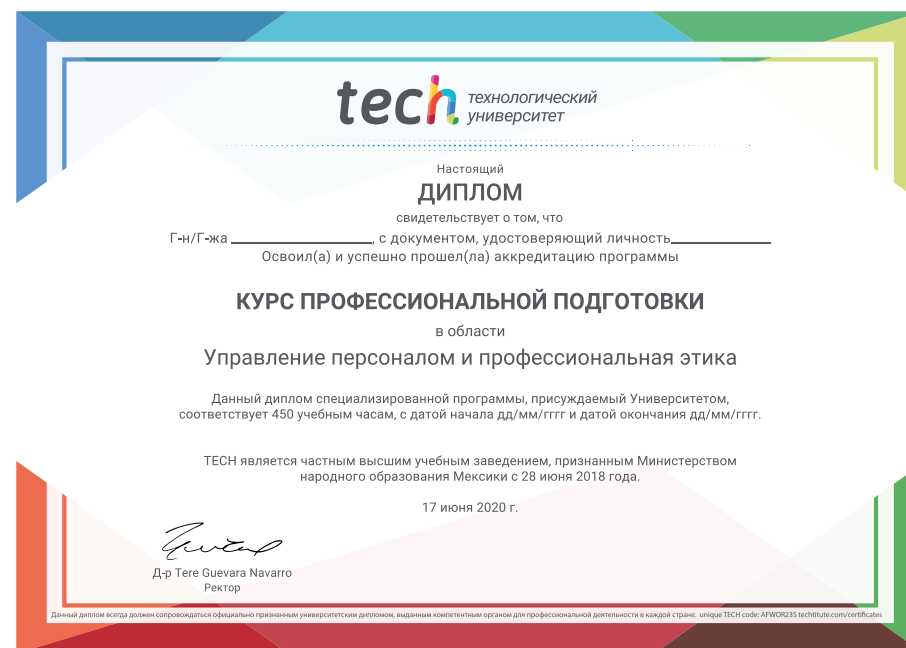 tech технологический
университет
Настоящий
ДИПЛОМ
свидетельствует о том, что
Г-н/Г-жа ____________________, с документом, удостоверяющий личность______________
Освоил(а) и успешно прошел(ла) аккредитацию программы
КУРС ПРОФЕССИОНАЛЬНОЙ ПОДГОТОВКИ
в области
Управление персоналом и профессиональная этика
Данный диплом специализированной программы, присуждаемый Университетом,
соответствует 450 учебным часам, с датой начала дд/мм/гггг и датой окончания дд/мм/гггг.
ТЕСН является частным высшим учебным заведением, признанным Министерством
народного образования Мексики с 28 июня 2018 года.
17 июня 2020 г.
Д-р Tere Guevara Navarro
Ректор
Данный диплом всегда должен сопровождаться официально признанным университетским дипломом, выданным компетентным органом для профессиональной деятельности в каждой стране. unique TECH code: AFWOR23S techtitute.com/certificates